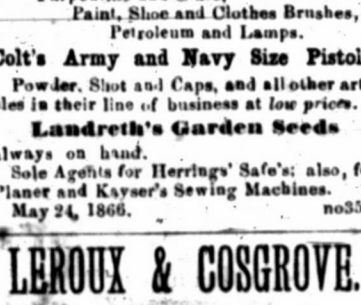 Paint, Shoe and Clothes Brushes,
Petroleum and Lamps.
Colt's Army and Navy Size Pistol
Powder, Shot and Caps, and all other art
les in their line of business at low prices.
Landreth's Garden Seeds
always on hand.
Sole Agents for Herrings' Safe's; also, f
Planer and Kayser's Sewing Machines.
May 24, 1866. no35
LEROUX & COSGROVE.